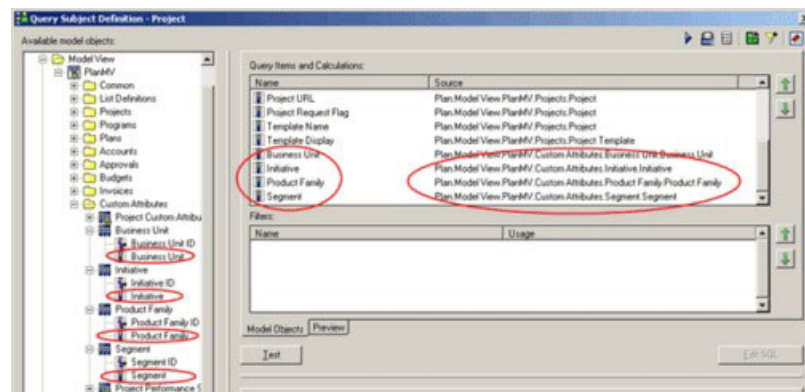 Query Subject Definition - Project
Available model objects:
Model View
PlanMV
Common
List Definitions
Projects
Programs
Plans
Accounts
Approvals
Budgets
Invoices
Custom Attributes
Project Custom Attribu
Business Unit
Business Unit ID
Business Unit
Initiative
Initiative ID
Initiative
Product Family
Product Family ID
Product Family
Segment
Segment ID
Segment
Project Performance S
Query Items and Calculations:
Name Source
Project URL Plan.Model View.PlanMV.Projects.Project
Project Request Flag Plan.Model View.PlanMV.Projects.Project
Template Name Plan.Model View.PlanMV.Projects.Project
Template Display Plan.Model View.PlanMV.Projects.Project Template
Business Unit Plan.Model View.PlanMV.Custom Attributes.Business Unit.Business Unit
Initiative Plan.Model View.PlanMV.Custom Attributes.Initiative.Initiative
Product Family Plan.Model View.PlanMV.Custom Attributes.Product Family.Product Family
Segment Plan.Model View.PlanMV.Custom Attributes.Segment.Segment
Filters:
Name Usage
Model Objects Preview
Test Edit SQL